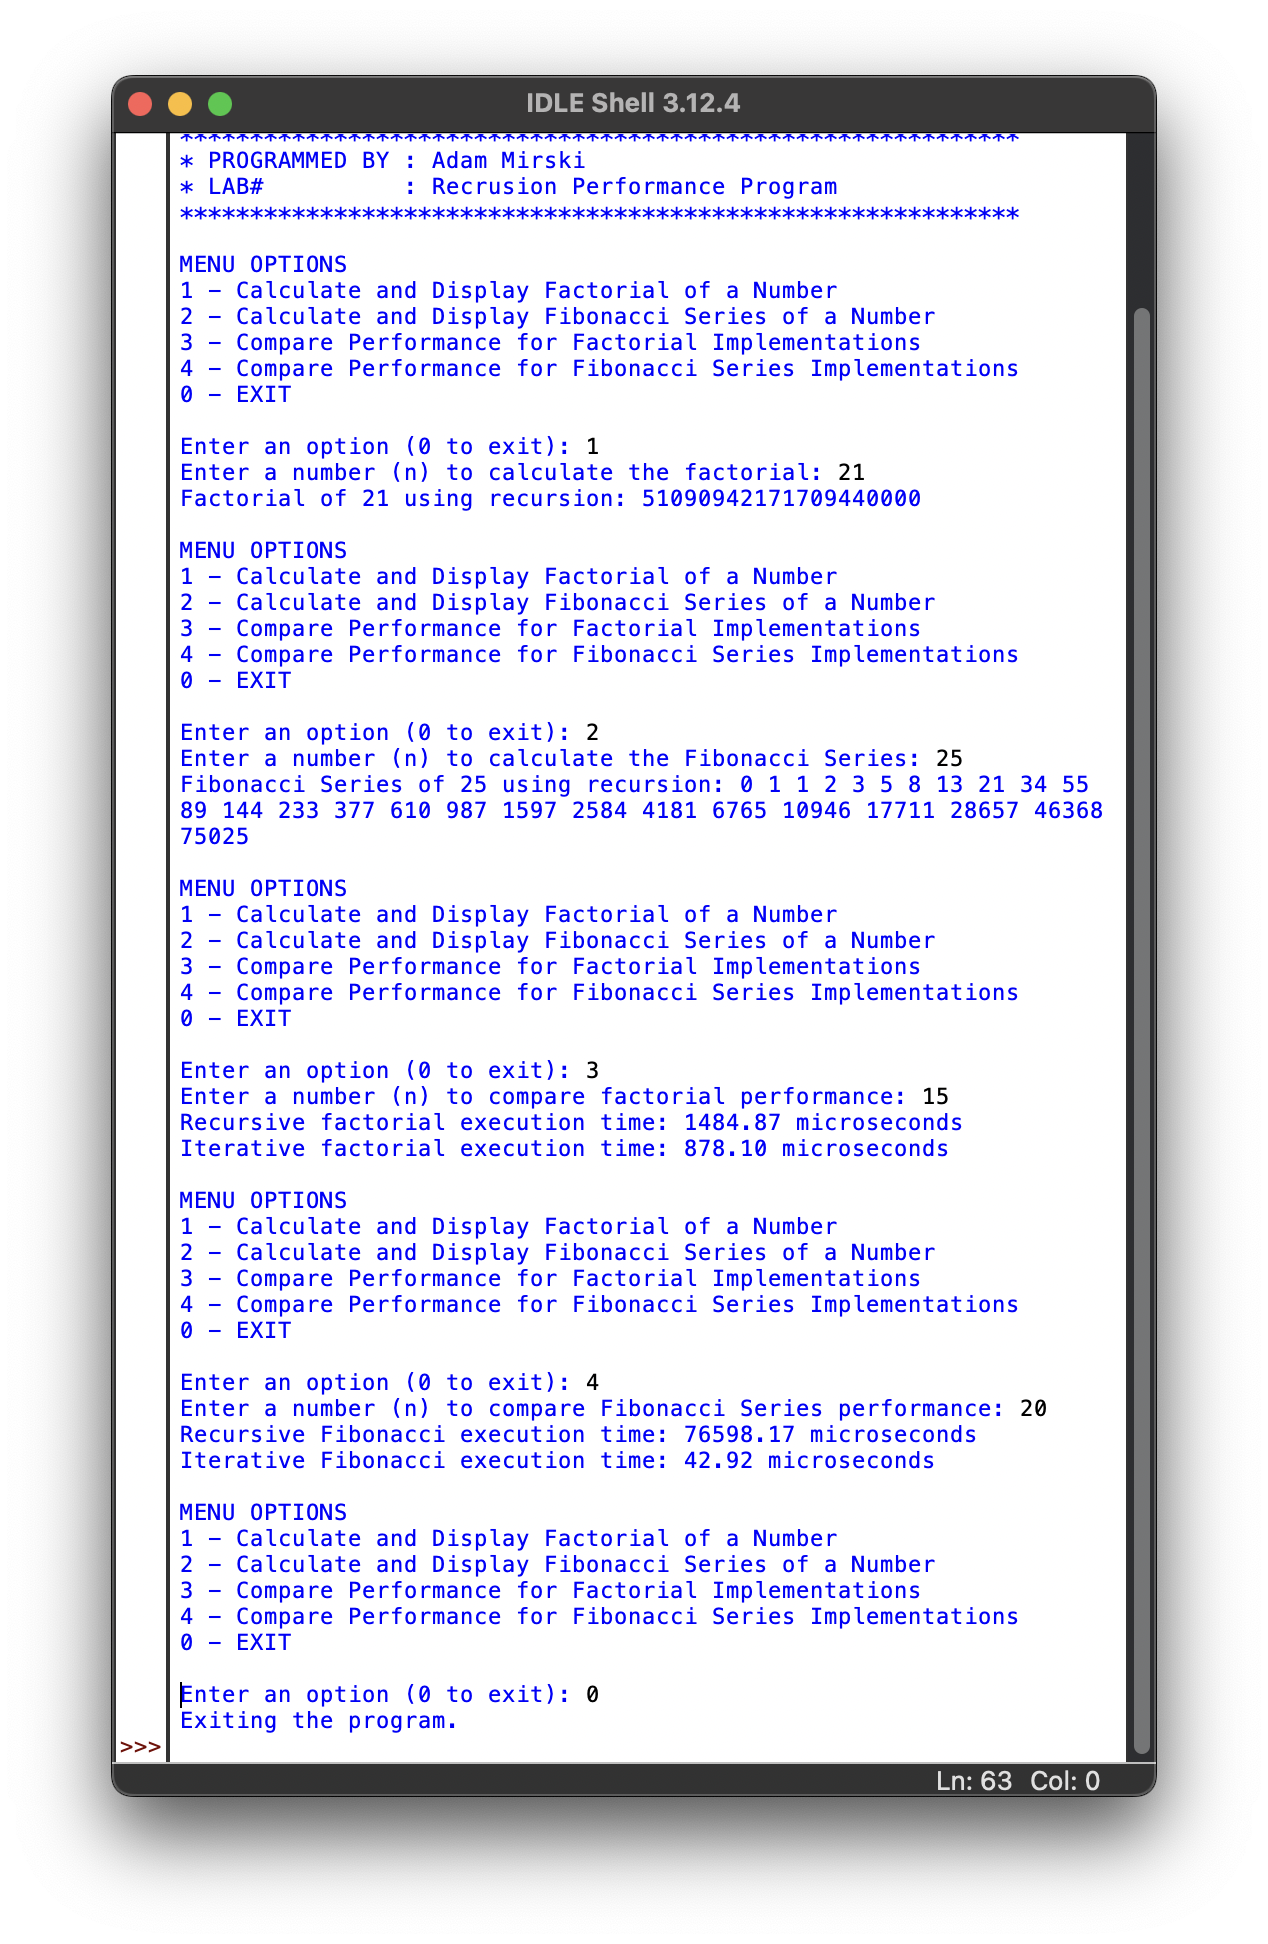 IDLE Shell 3.12.4
************************************************************
* PROGRAMMED BY : Adam Mirski
* LAB#          : Recrusion Performance Program
************************************************************
MENU OPTIONS
1 – Calculate and Display Factorial of a Number
2 – Calculate and Display Fibonacci Series of a Number
3 – Compare Performance for Factorial Implementations
4 – Compare Performance for Fibonacci Series Implementations
0 – EXIT
Enter an option (0 to exit): 1
Enter a number (n) to calculate the factorial: 21
Factorial of 21 using recursion: 51090942171709440000
MENU OPTIONS
1 – Calculate and Display Factorial of a Number
2 – Calculate and Display Fibonacci Series of a Number
3 – Compare Performance for Factorial Implementations
4 – Compare Performance for Fibonacci Series Implementations
0 – EXIT
Enter an option (0 to exit): 2
Enter a number (n) to calculate the Fibonacci Series: 25
Fibonacci Series of 25 using recursion: 0 1 1 2 3 5 8 13 21 34 55
89 144 233 377 610 987 1597 2584 4181 6765 10946 17711 28657 46368
75025
MENU OPTIONS
1 – Calculate and Display Factorial of a Number
2 – Calculate and Display Fibonacci Series of a Number
3 – Compare Performance for Factorial Implementations
4 – Compare Performance for Fibonacci Series Implementations
0 – EXIT
Enter an option (0 to exit): 3
Enter a number (n) to compare factorial performance: 15
Recursive factorial execution time: 1484.87 microseconds
Iterative factorial execution time: 878.10 microseconds
MENU OPTIONS
1 – Calculate and Display Factorial of a Number
2 – Calculate and Display Fibonacci Series of a Number
3 – Compare Performance for Factorial Implementations
4 – Compare Performance for Fibonacci Series Implementations
0 – EXIT
Enter an option (0 to exit): 4
Enter a number (n) to compare Fibonacci Series performance: 20
Recursive Fibonacci execution time: 76598.17 microseconds
Iterative Fibonacci execution time: 42.92 microseconds
MENU OPTIONS
1 – Calculate and Display Factorial of a Number
2 – Calculate and Display Fibonacci Series of a Number
3 – Compare Performance for Factorial Implementations
4 – Compare Performance for Fibonacci Series Implementations
0 – EXIT
Enter an option (0 to exit): 0
Exiting the program.
>>>
Ln: 63 Col: 0